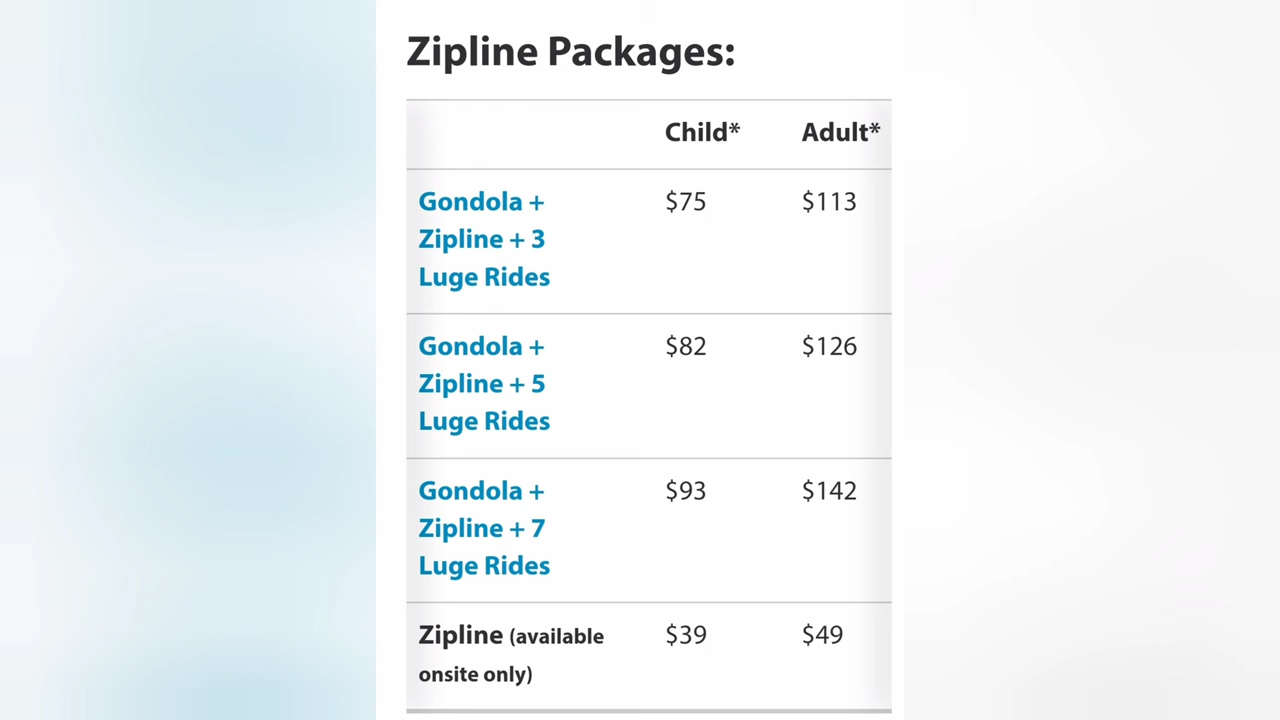 Zipline Packages:
Child* Adult*
Gondola + $75 $113
Zipline + 3
Luge Rides
Gondola + $82 $126
Zipline + 5
Luge Rides
Gondola + $93 $142
Zipline + 7
Luge Rides
Zipline (available $39 $49
onsite only)